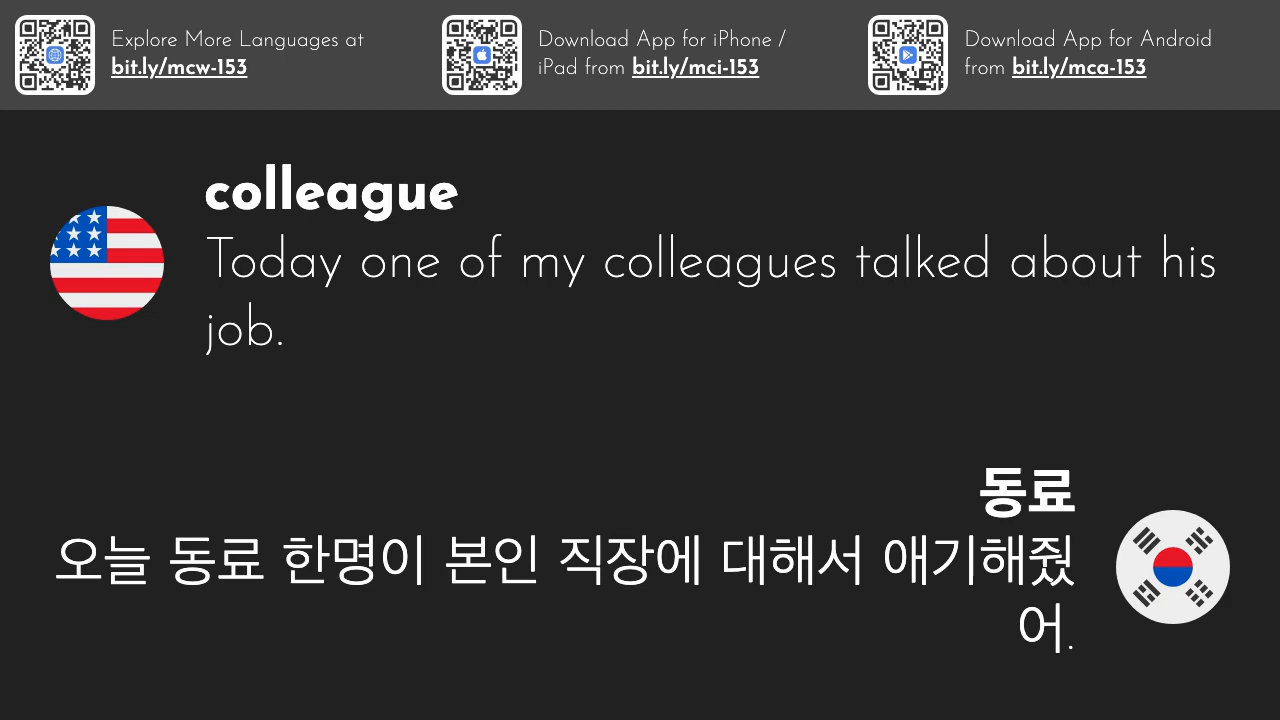 Explore More Languages at
bit.ly/mcw-153
Download App for iPhone /
iPad from bit.ly/mci-153
Download App for Android
from bit.ly/mca-153
colleague
Today one of my colleagues talked about his
job.
동료
오늘 동료 한명이 본인 직장에 대해서 얘기해줬
어.